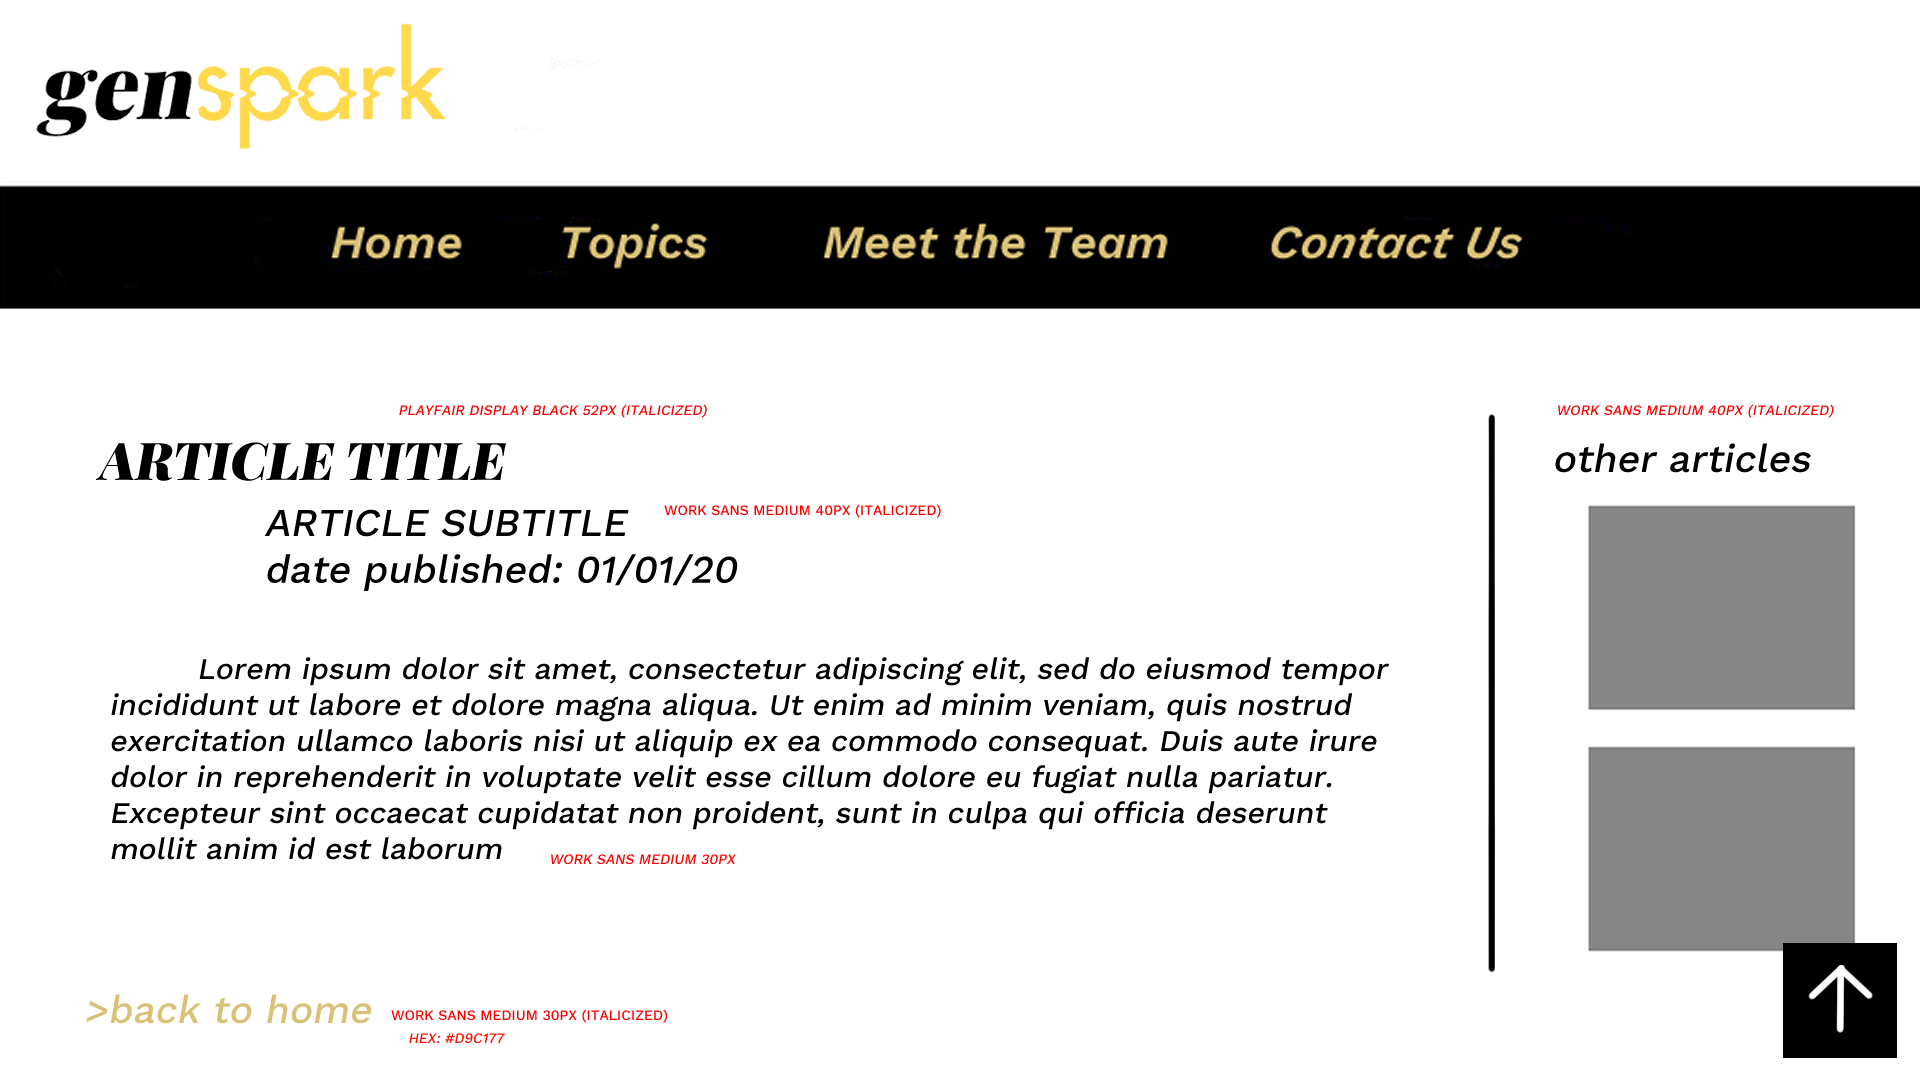 genspark
Home Topics Meet the Team Contact Us
PLAYFAIR DISPLAY BLACK 52PX (ITALICIZED)
ARTICLE TITLE
ARTICLE SUBTITLE WORK SANS MEDIUM 40PX (ITALICIZED)
date published: 01/01/20
Lorem ipsum dolor sit amet, consectetur adipiscing elit, sed do eiusmod tempor
incididunt ut labore et dolore magna aliqua. Ut enim ad minim veniam, quis nostrud
exercitation ullamco laboris nisi ut aliquip ex ea commodo consequat. Duis aute irure
dolor in reprehenderit in voluptate velit esse cillum dolore eu fugiat nulla pariatur.
Excepteur sint occaecat cupidatat non proident, sunt in culpa qui officia deserunt
mollit anim id est laborum WORK SANS MEDIUM 30PX
>back to home WORK SANS MEDIUM 30PX (ITALICIZED)
HEX: #D9C177
WORK SANS MEDIUM 40PX (ITALICIZED)
other articles